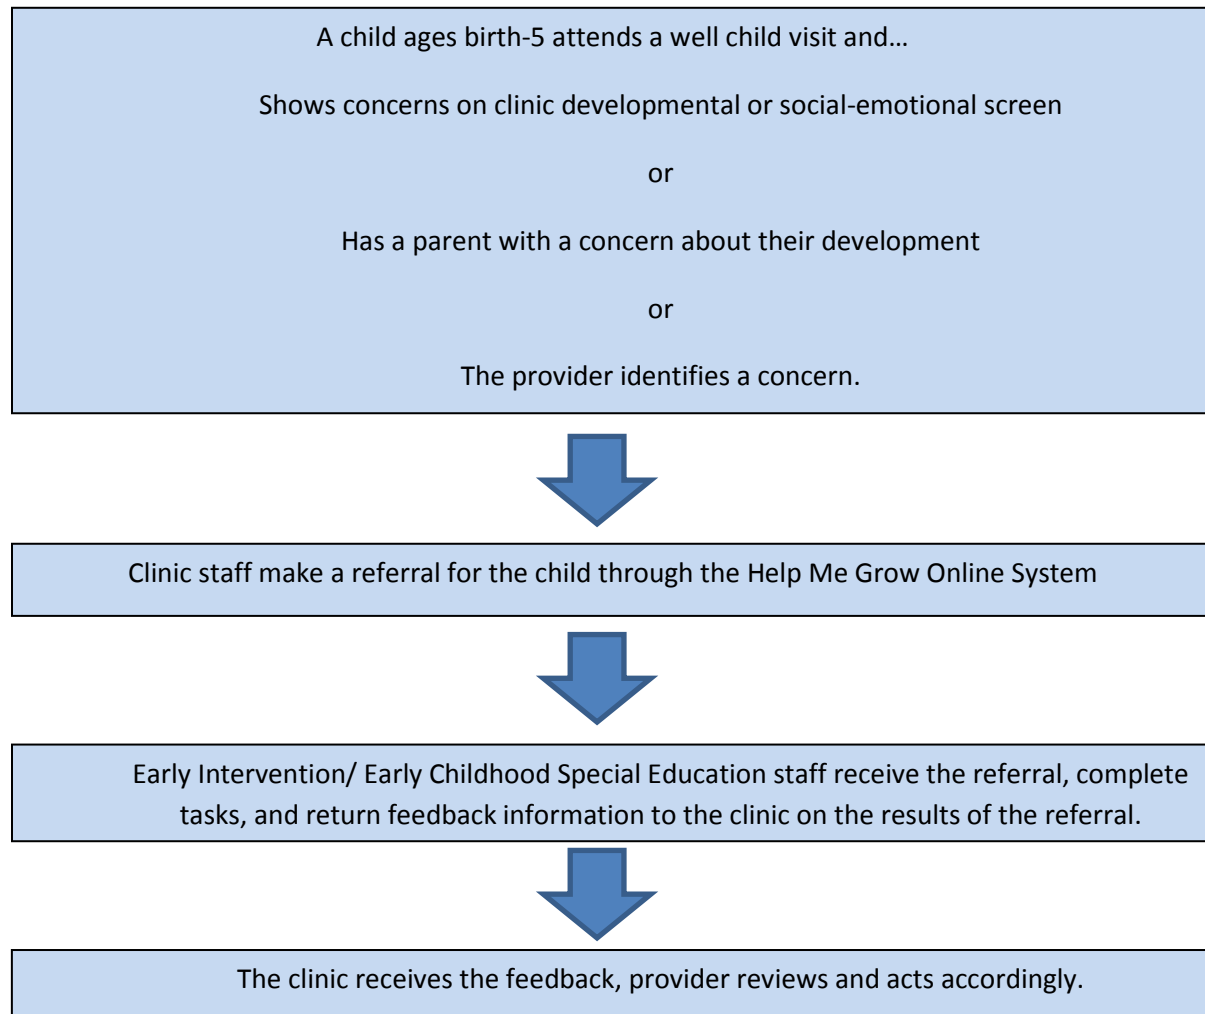 A child ages birth-5 attends a well child visit and…
Shows concerns on clinic developmental or social-emotional screen
or
Has a parent with a concern about their development
or
The provider identifies a concern.
Clinic staff make a referral for the child through the Help Me Grow Online System
Early Intervention/ Early Childhood Special Education staff receive the referral, complete
tasks, and return feedback information to the clinic on the results of the referral.
The clinic receives the feedback, provider reviews and acts accordingly.